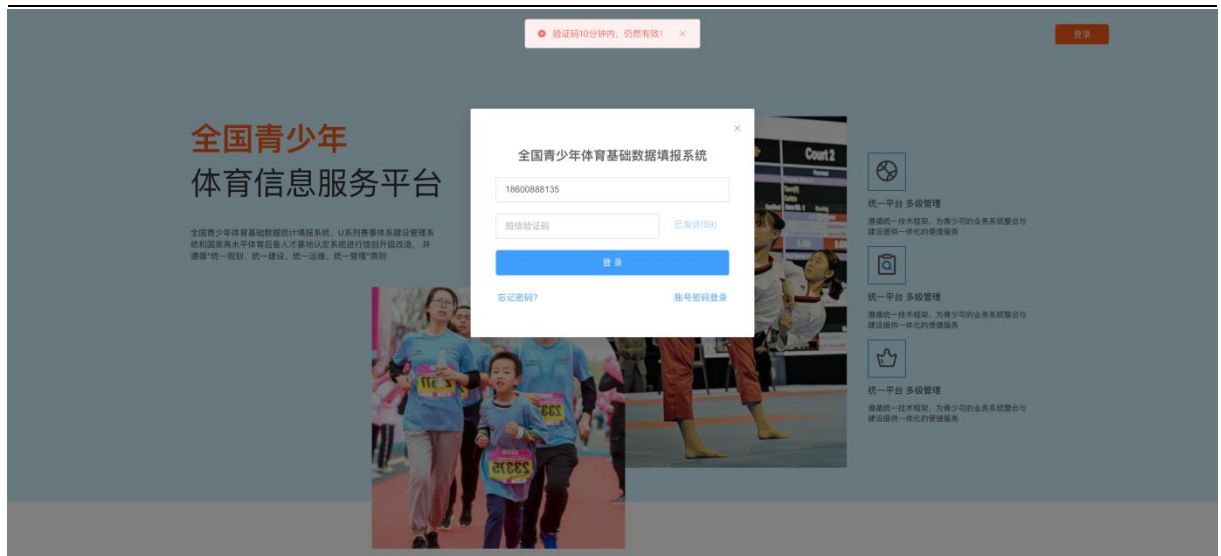 验证码10分钟内，仍然有效！
登录
全国青少年
体育信息服务平台
全国青少年体育基础数据统计填报系统、U系列赛事体系建设管理系
统和国家高水平体育后备人才基地认定系统进行信创升级改造，并
遵循"统一规划、统一建设、统一运维、统一管理"原则
全国青少年体育基础数据填报系统
18600888135
短信验证码
已发送(59)
登 录
忘记密码?
账号密码登录
Court 2
统一平台 多级管理
遵循统一技术框架，为青少司的业务系统整合与
建设提供一体化的便捷服务
统一平台 多级管理
遵循统一技术框架，为青少司的业务系统整合与
建设提供一体化的便捷服务
统一平台 多级管理
遵循统一技术框架，为青少司的业务系统整合与
建设提供一体化的便捷服务
23375